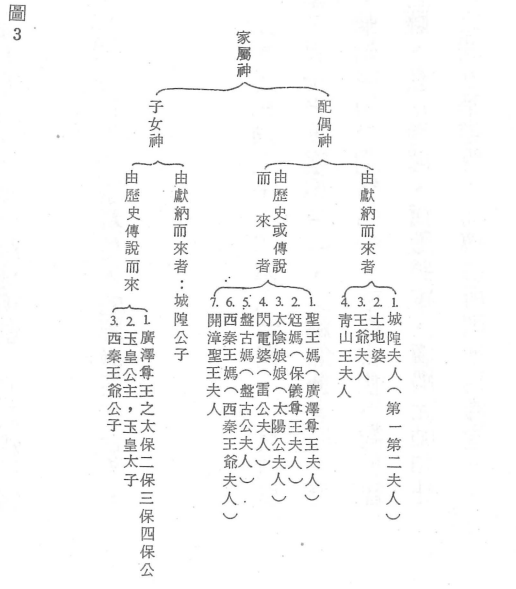 圖3
家屬神
配偶神
由獻納而來者
1.城隍夫人（第一第二夫人）
2.土地婆
3.王爺夫人
4.青山王夫人
由歷史或傳說
而來者
1.聖王媽（廣澤尊王夫人）
2.尪媽（保儀尊王夫人）
3.太陰娘娘（太陽公夫人）
4.閃電婆（雷公夫人）
5.盤古媽（盤古公夫人）
6.西秦王媽（西秦王爺夫人）
7.開漳聖王夫人
子女神
由獻納而來者：城隍公子
由歷史傳說而來
1.廣澤尊王之太保二保三保四保公
2.玉皇公主，玉皇太子
3.西秦王爺公子